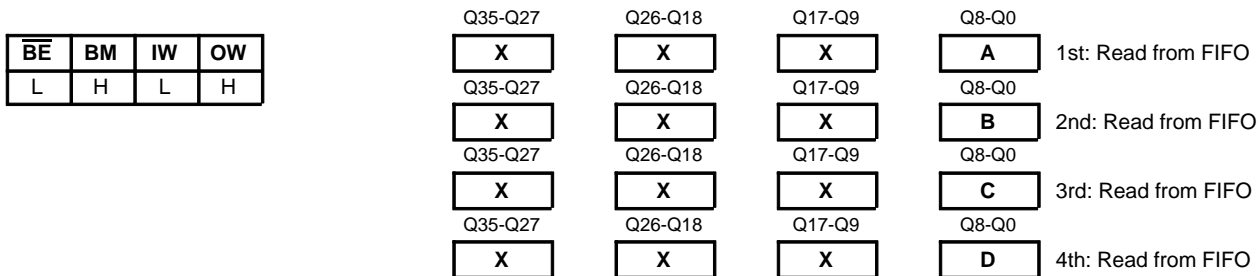 Q35-Q27 Q26-Q18 Q17-Q9 Q8-Q0
BE BM IW OW X X X A 1st: Read from FIFO
L H L H
Q35-Q27 Q26-Q18 Q17-Q9 Q8-Q0
X X X B 2nd: Read from FIFO
Q35-Q27 Q26-Q18 Q17-Q9 Q8-Q0
X X X C 3rd: Read from FIFO
Q35-Q27 Q26-Q18 Q17-Q9 Q8-Q0
X X X D 4th: Read from FIFO